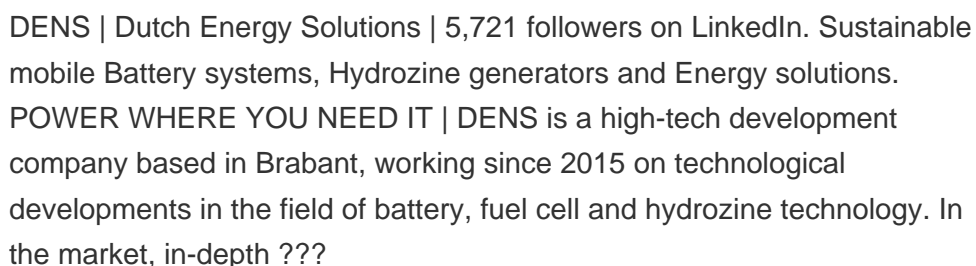 DENS | Dutch Energy Solutions | 5,721 followers on LinkedIn. Sustainable
mobile Battery systems, Hydrozine generators and Energy solutions.
POWER WHERE YOU NEED IT | DENS is a high-tech development
company based in Brabant, working since 2015 on technological
developments in the field of battery, fuel cell and hydrozine technology. In
the market, in-depth ???